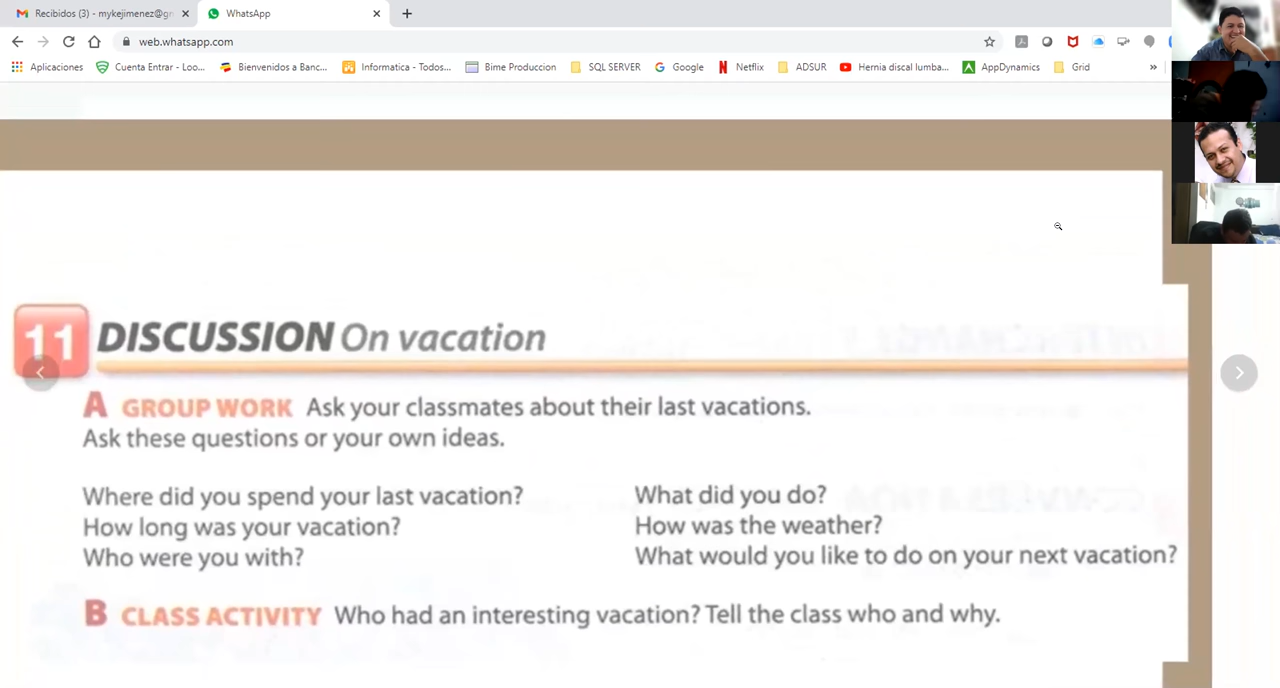 Recibidos (3) - mykejimenez@gm
WhatsApp
web.whatsapp.com
Aplicaciones
Cuenta Entrar - Loo...
Bienvenidos a Banc...
Informatica - Todos...
Bime Produccion
SQL SERVER
Google
Netflix
ADSUR
Hernia discal lumba...
AppDynamics
Grid
11 DISCUSSION On vacation
A GROUP WORK Ask your classmates about their last vacations.
Ask these questions or your own ideas.
Where did you spend your last vacation?
How long was your vacation?
Who were you with?
What did you do?
How was the weather?
What would you like to do on your next vacation?
B CLASS ACTIVITY Who had an interesting vacation? Tell the class who and why.